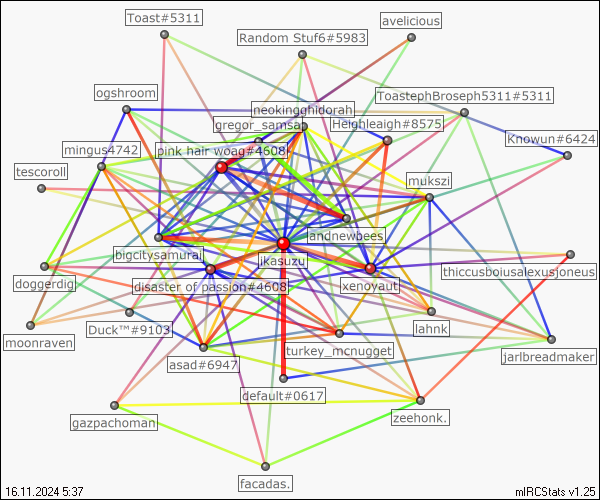 Toast#5311
avelicious
Random Stuf6#5983
ogshroom
ToastephBroseph5311#5311
neokingghidorah
gregor_samsa
Heighleaigh#8575
Knowun#6424
mingus4742
pink hair woag#4608
tescoroll
mukszi
landnewbees
bigcitysamurai
jkasuzu
thiccusboiusalexusjoneus
doggerdig
disaster of passion#4608
xenoyaut
Duck™#9103
lahnk
moonraven
turkey_mcnugget
jarlbreadmaker
asad#6947
default#0617
gazpachoman
zeehonk.
facadas.
16.11.2024 5:37
mIRCStats v1.25